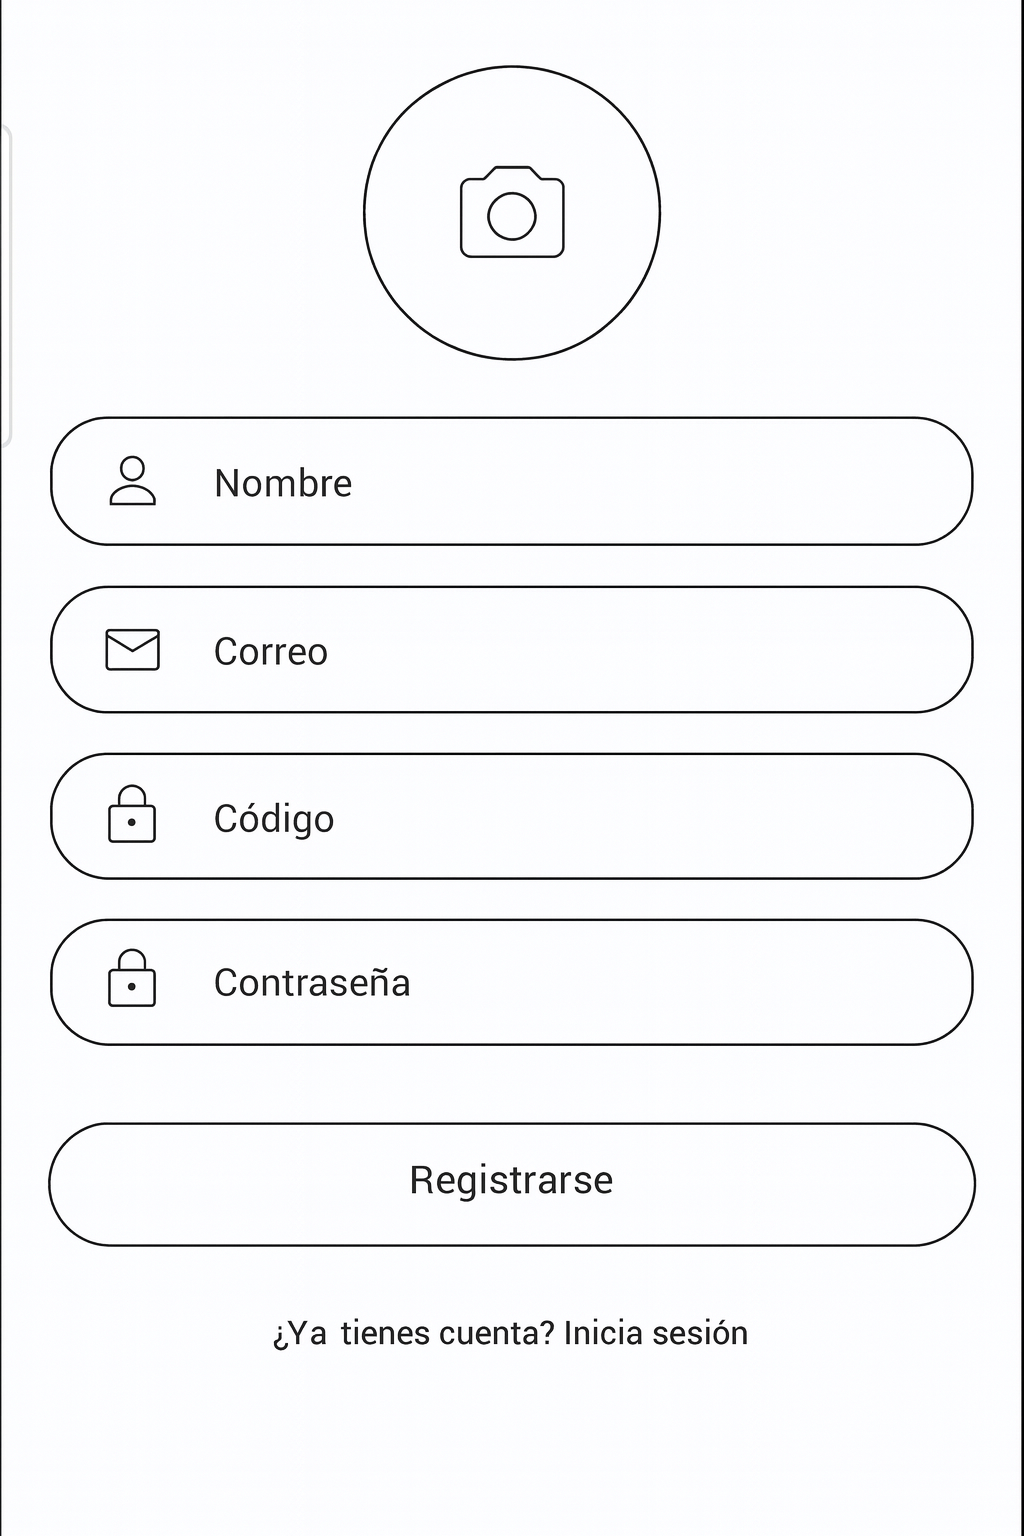 Nombre
Correo
Código
Contraseña
Registrarse
¿Ya tienes cuenta? Inicia sesión